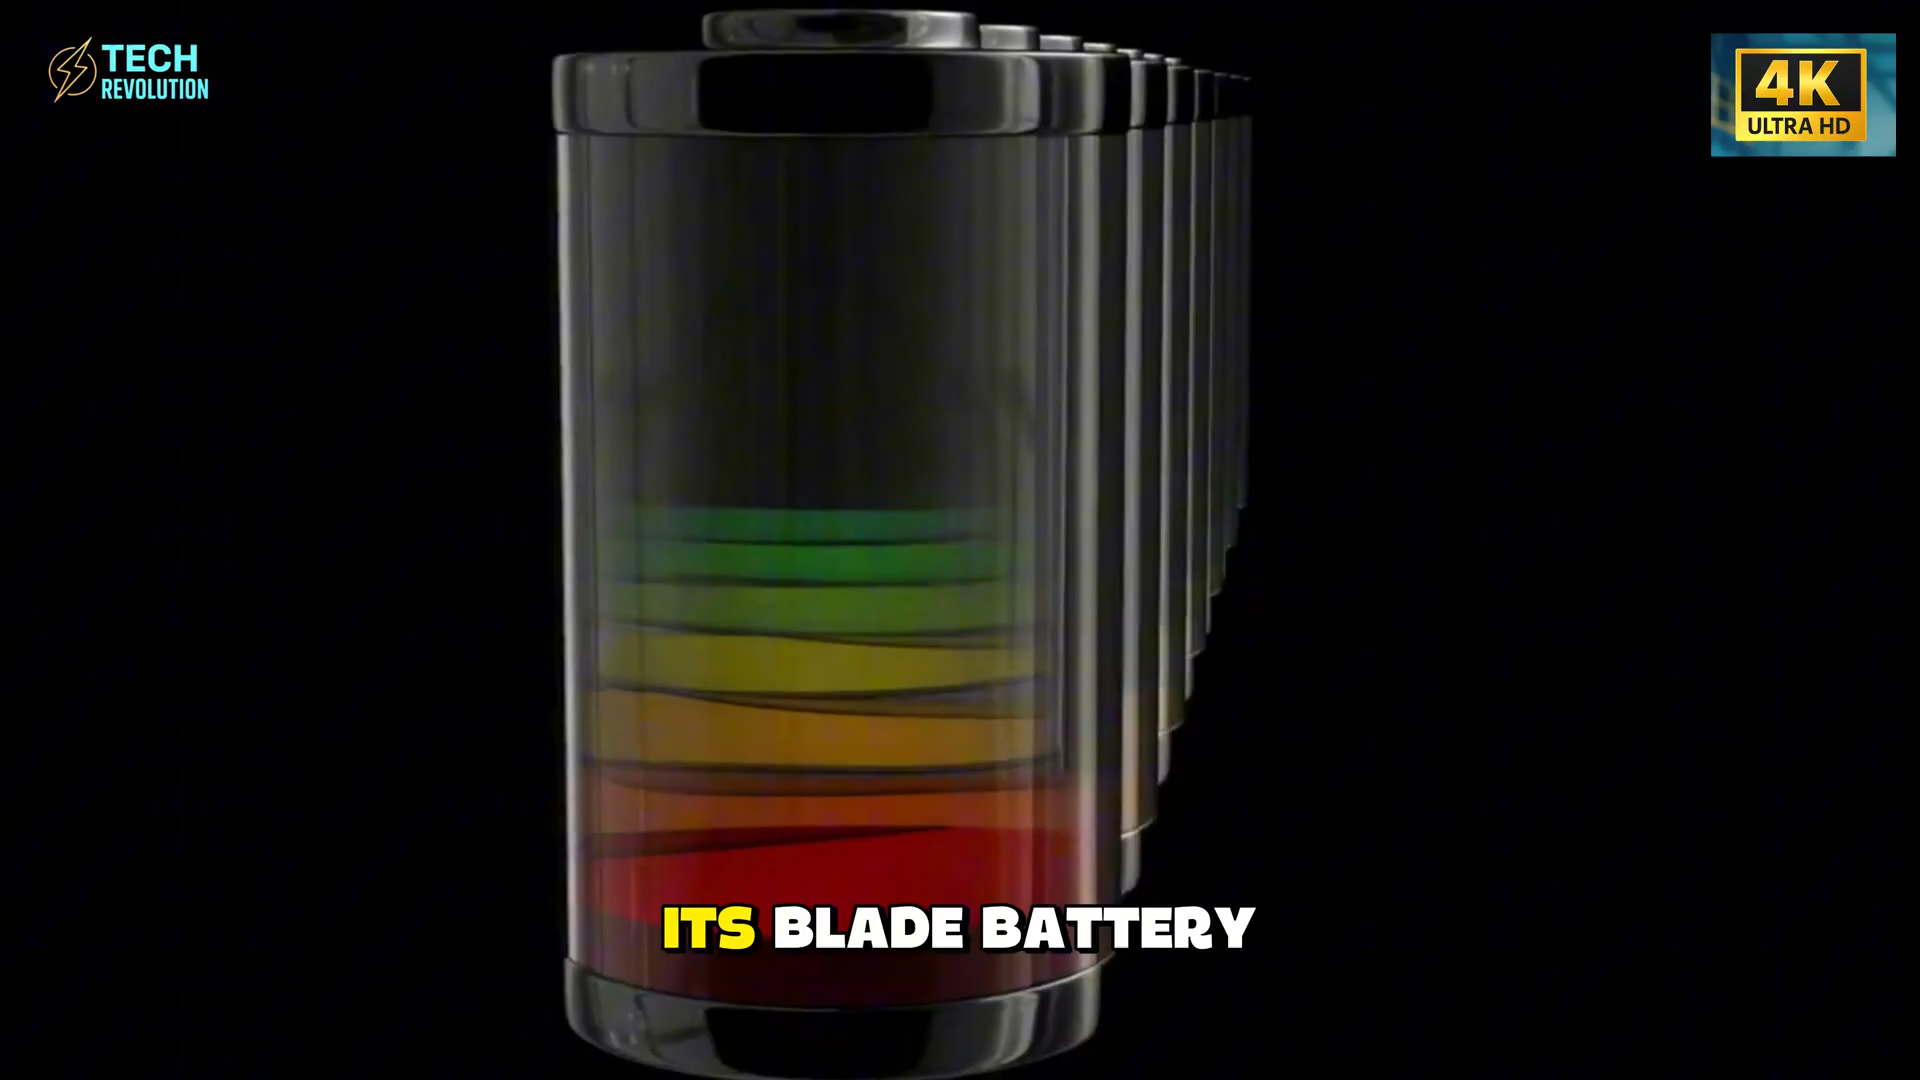 TECH
REVOLUTION
4K
ULTRA HD
ITS BLADE BATTERY